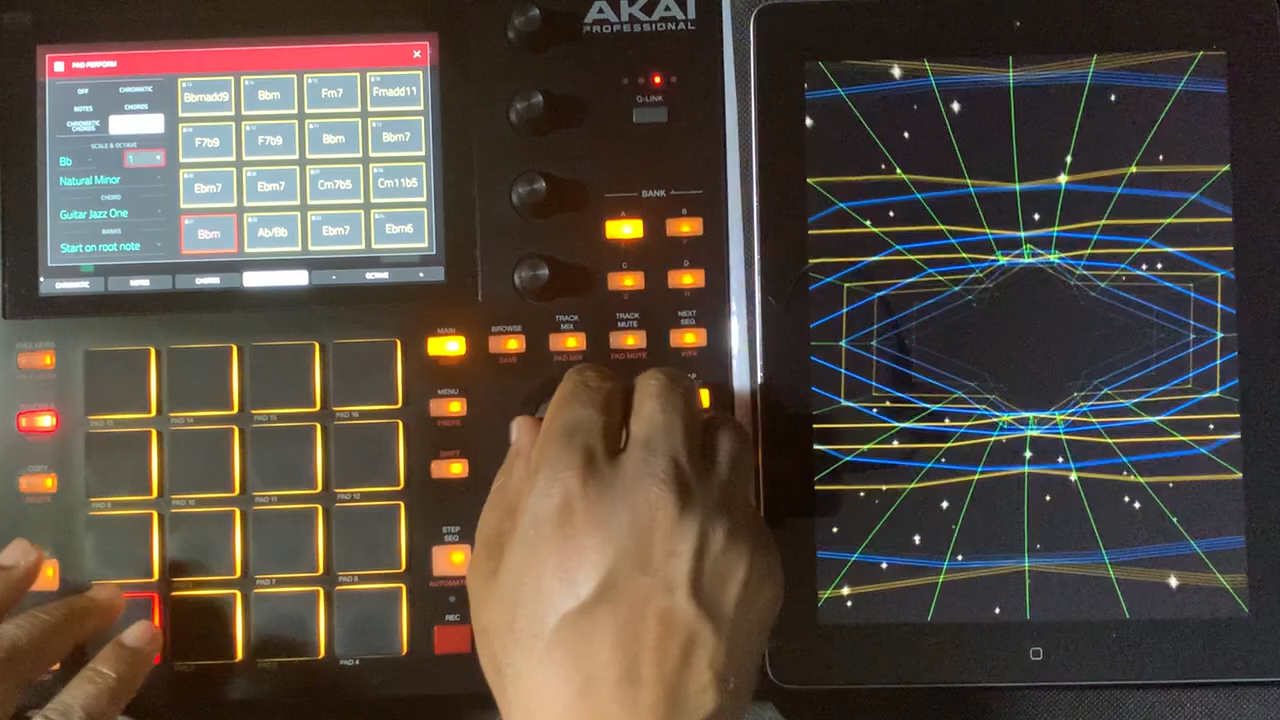 AKAI
PROFESSIONAL
PAD PERFORM
OFF
CHROMATIC
NOTES
CHORDS
CHROMATIC
CHORDS
SCALE & OCTAVE
Bb
1
Natural Minor
CHORD
Guitar Jazz One
BANKS
Start on root note
Bbmadd9
Bbm
Fm7
Fmadd11
F7b9
F7b9
Bbm
Bbm7
Ebm7
Ebm7
Cm7b5
Cm11b5
Bbm
Ab/Bb
Ebm7
Ebm6
CHROMATIC
NOTES
CHORDS
-
OCTAVE
+
Q-LINK
BANK
A
B
C
D
MAIN
BROWSE
TRACK
MIX
TRACK
MUTE
NEXT
SEQ
PAD MIX
PAD MUTE
MENU
PREFS
SHIFT
COPY
DELETE
STEP
SEQ
REC
PAD 13
PAD 14
PAD 15
PAD 16
PAD 9
PAD 10
PAD 11
PAD 12
PAD 7
PAD 8
PAD 4